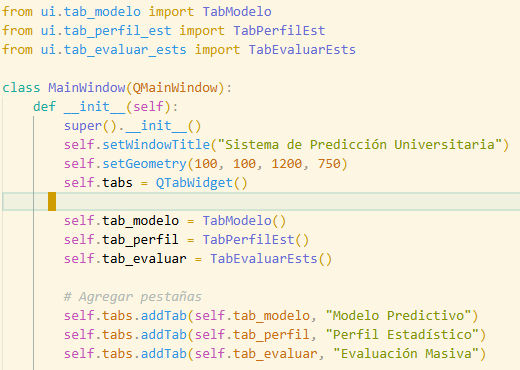 from ui.tab_modelo import TabModelo
from ui.tab_perfil_est import TabPerfilEst
from ui.tab_evaluar_ests import TabEvaluarEsts

class MainWindow(QMainWindow):
    def __init__(self):
        super().__init__()
        self.setWindowTitle("Sistema de Predicción Universitaria")
        self.setGeometry(100, 100, 1200, 750)
        self.tabs = QTabWidget()

        self.tab_modelo = TabModelo()
        self.tab_perfil = TabPerfilEst()
        self.tab_evaluar = TabEvaluarEsts()

        # Agregar pestañas
        self.tabs.addTab(self.tab_modelo, "Modelo Predictivo")
        self.tabs.addTab(self.tab_perfil, "Perfil Estadístico")
        self.tabs.addTab(self.tab_evaluar, "Evaluación Masiva")